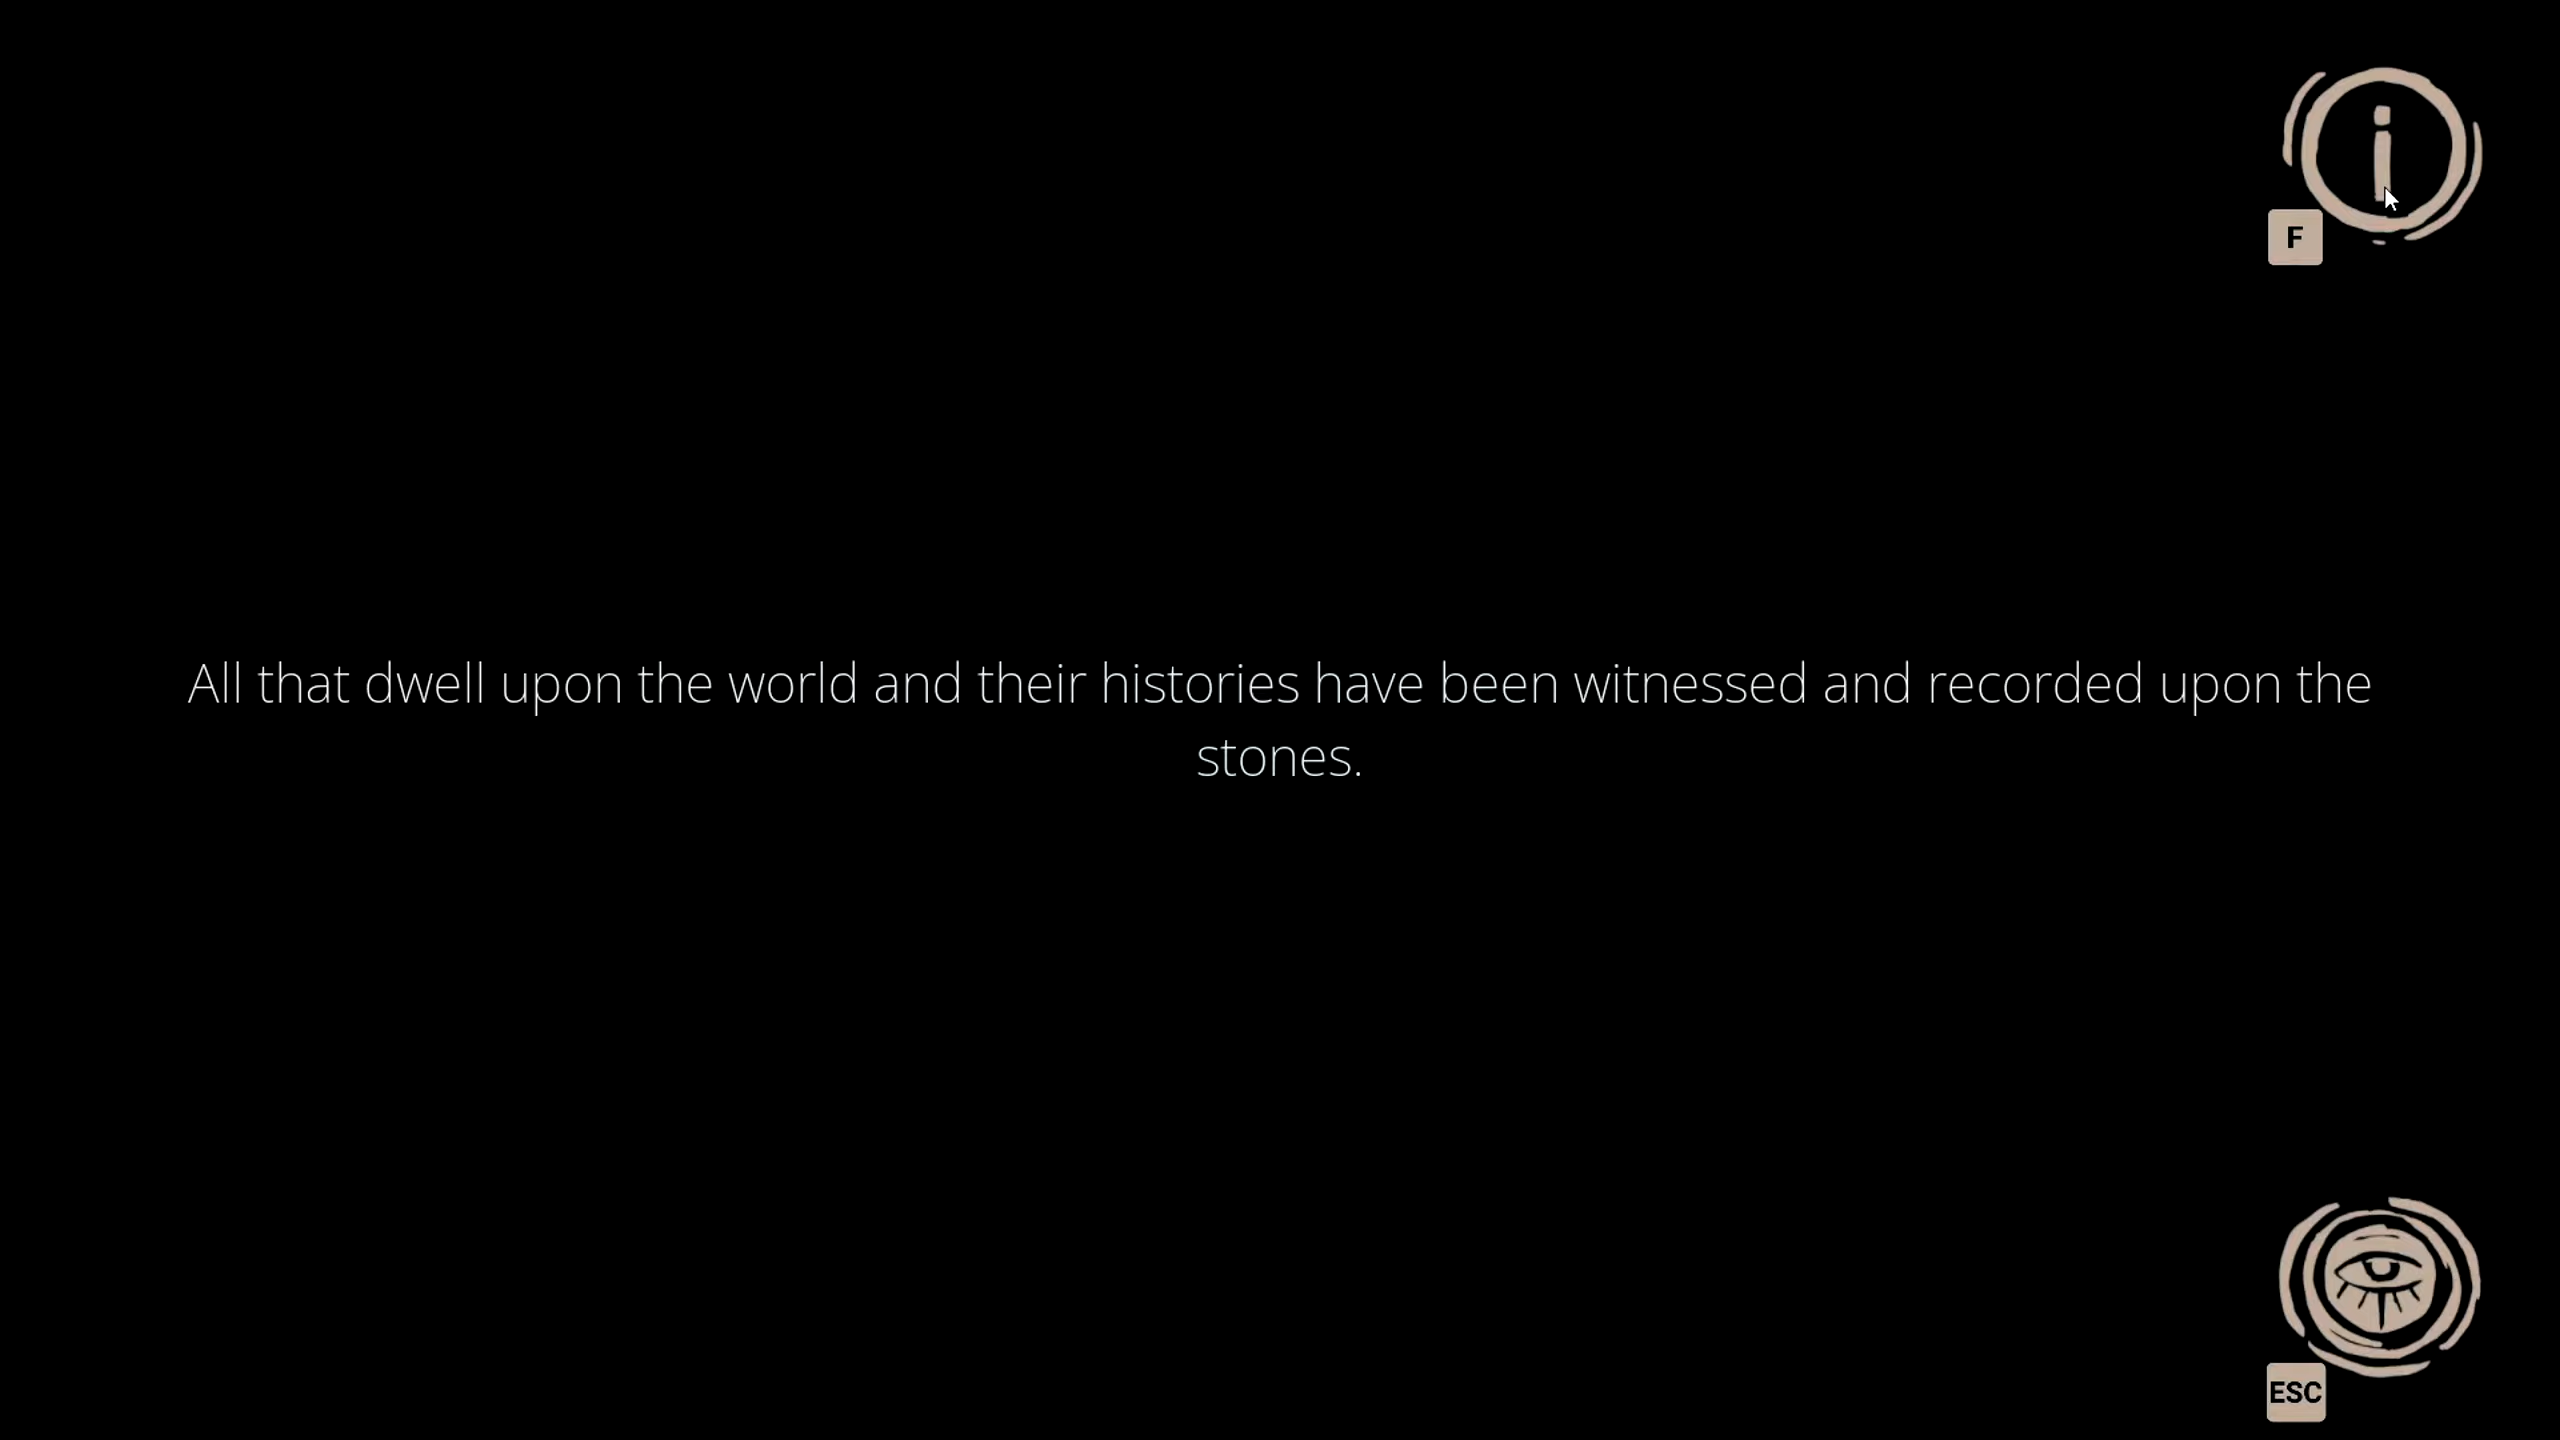 i
F
All that dwell upon the world and their histories have been witnessed and recorded upon the
stones.
ESC